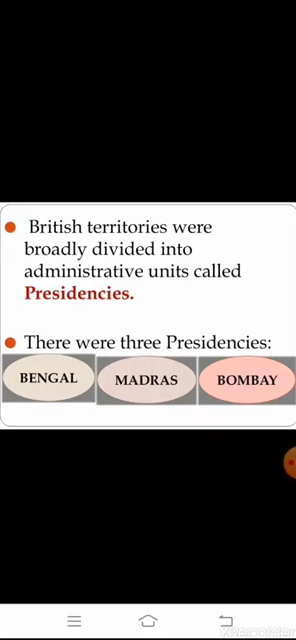 British territories were
broadly divided into
administrative units called
Presidencies.
There were three Presidencies:
BENGAL MADRAS BOMBAY